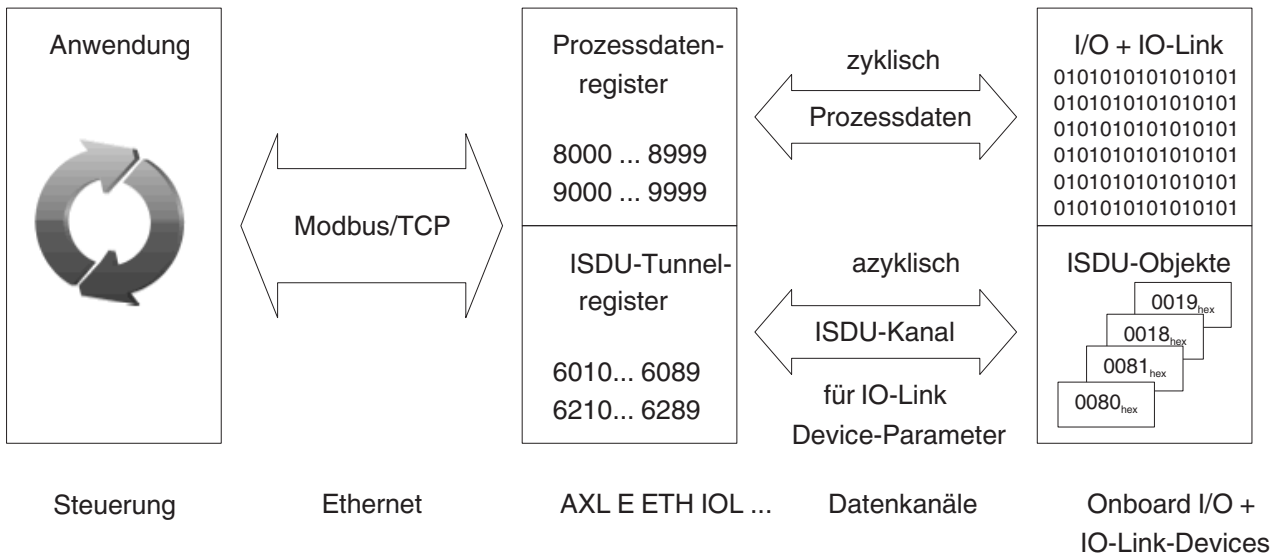 Anwendung
Modbus/TCP
Prozessdaten-
register
8000 ... 8999
9000 ... 9999
ISDU-Tunnel-
register
6010... 6089
6210... 6289
zyklisch
Prozessdaten
azyklisch
ISDU-Kanal
für IO-Link
Device-Parameter
I/O + IO-Link
0101010101010101
0101010101010101
0101010101010101
0101010101010101
0101010101010101
0101010101010101
ISDU-Objekte
0019hex
0018hex
0081hex
0080hex
Steuerung
Ethernet
AXL E ETH IOL ...
Datenkanäle
Onboard I/O +
IO-Link-Devices